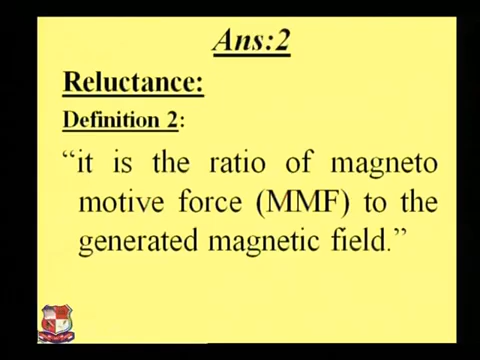 Ans:2
Reluctance:
Definition 2:
“it is the ratio of magneto
motive force (MMF) to the
generated magnetic field.”